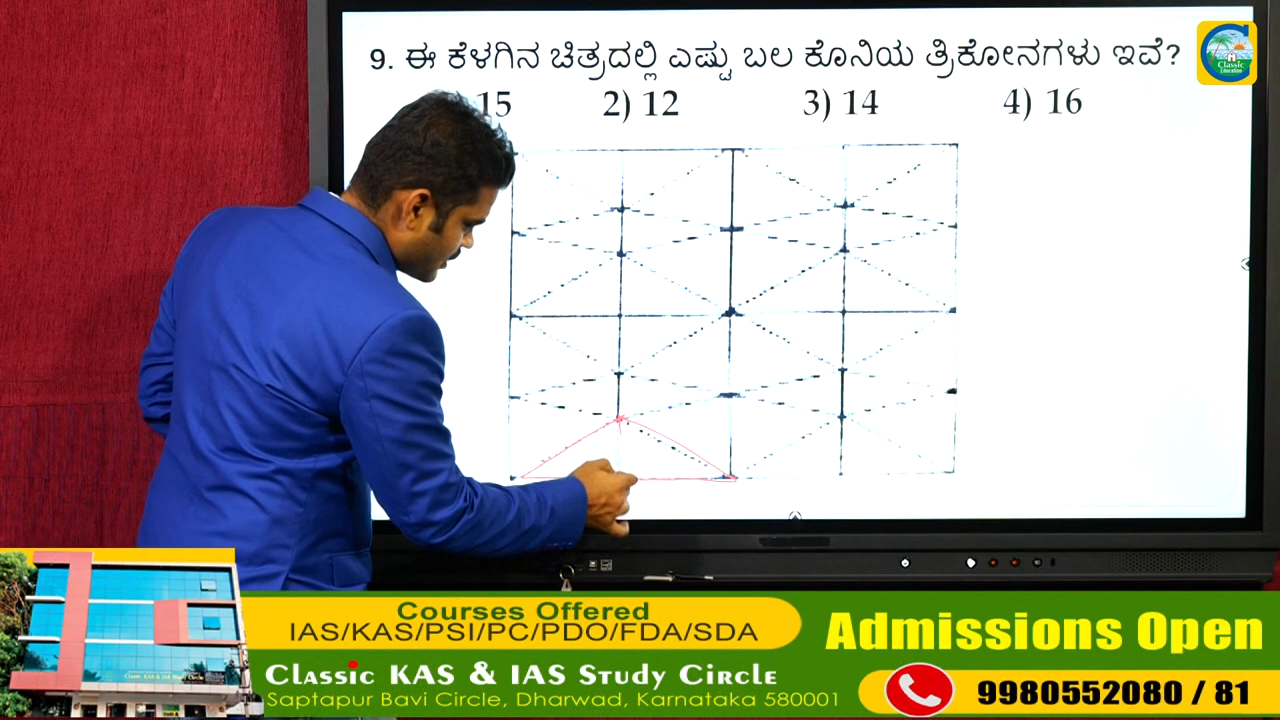 9. ಈ ಕೆಳಗಿನ ಚಿತ್ರದಲ್ಲಿ ಎಷ್ಟು ಬಲ ಕೊನಿಯ ತ್ರಿಕೋನಗಳು ಇವೆ?
15 2) 12 3) 14 4) 16
Classic
Education
Courses Offered
IAS/KAS/PSI/PC/PDO/FDA/SDA
Classic KAS & IAS Study Circle
Saptapur Bavi Circle, Dharwad, Karnataka 580001
Admissions Open
9980552080 / 81